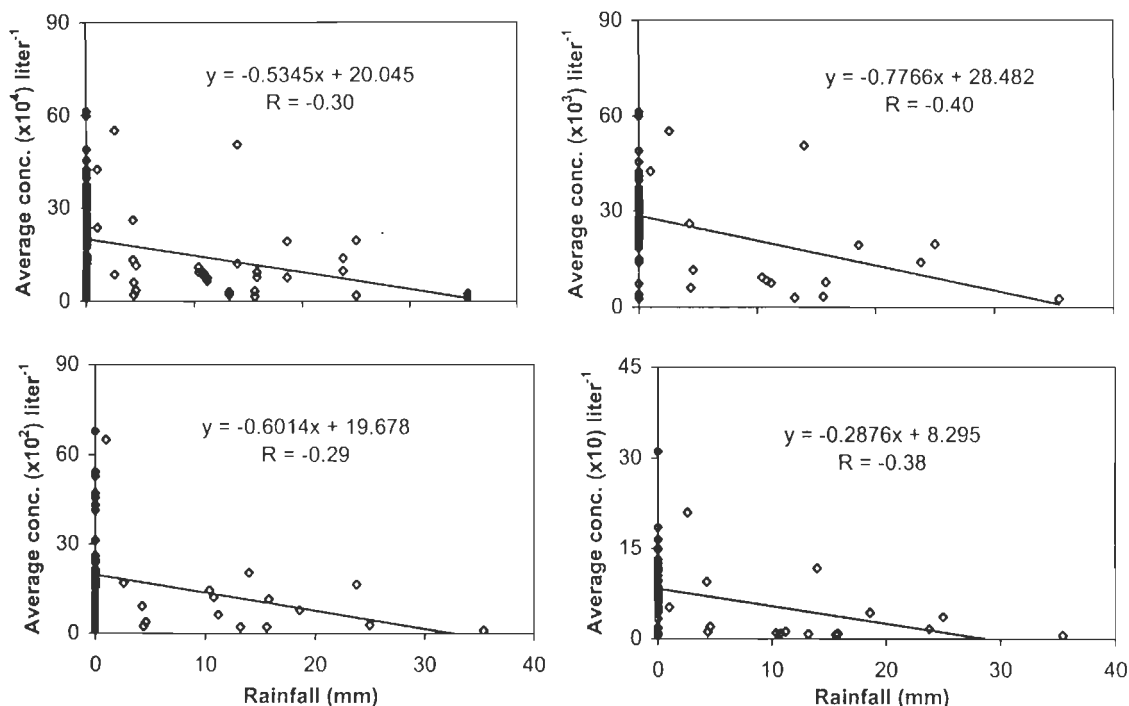 90
60
30
0
Average conc. (x10⁴) liter⁻¹
y = -0.5345x + 20.045
R = -0.30
90
60
30
0
Average conc. (x10³) liter⁻¹
y = -0.7766x + 28.482
R = -0.40
90
60
30
0
Average conc. (x10²) liter⁻¹
y = -0.6014x + 19.678
R = -0.29
0 10 20 30 40
Rainfall (mm)
45
30
15
0
Average conc. (x10) liter⁻¹
y = -0.2876x + 8.295
R = -0.38
0 10 20 30 40
Rainfall (mm)